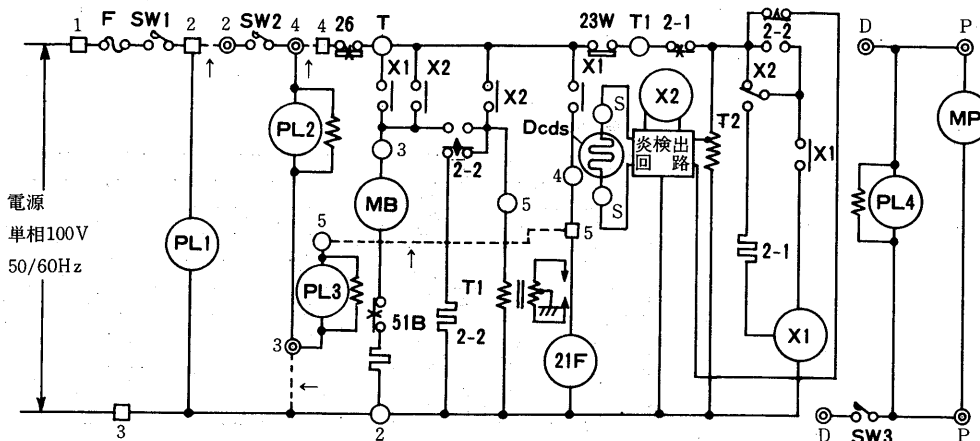 1 F SW1 2 2 SW2 4 4 26 T 23W T1 2-1 2-2 D P
↑ ↑
X1 X2 X2 X1 S X2 X2 T2 MP
PL2 Dcds 炎検出 回路
3 2-2 4 X1
電源
単相100V
50/60Hz
MB 5 S PL4
PL1 5 ↑ 5 2-1
PL3 T1
3 51B 2-2 X1
← 21F
3 2 D SW3 P